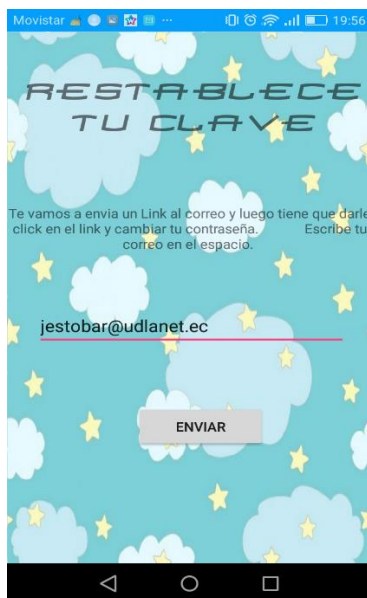 Movistar 19:56
RESTABLECE
TU CLAVE
Te vamos a envia un Link al correo y luego tiene que darle
click en el link y cambiar tu contraseña. Escribe tu
correo en el espacio.
jestobar@udlanet.ec
ENVIAR